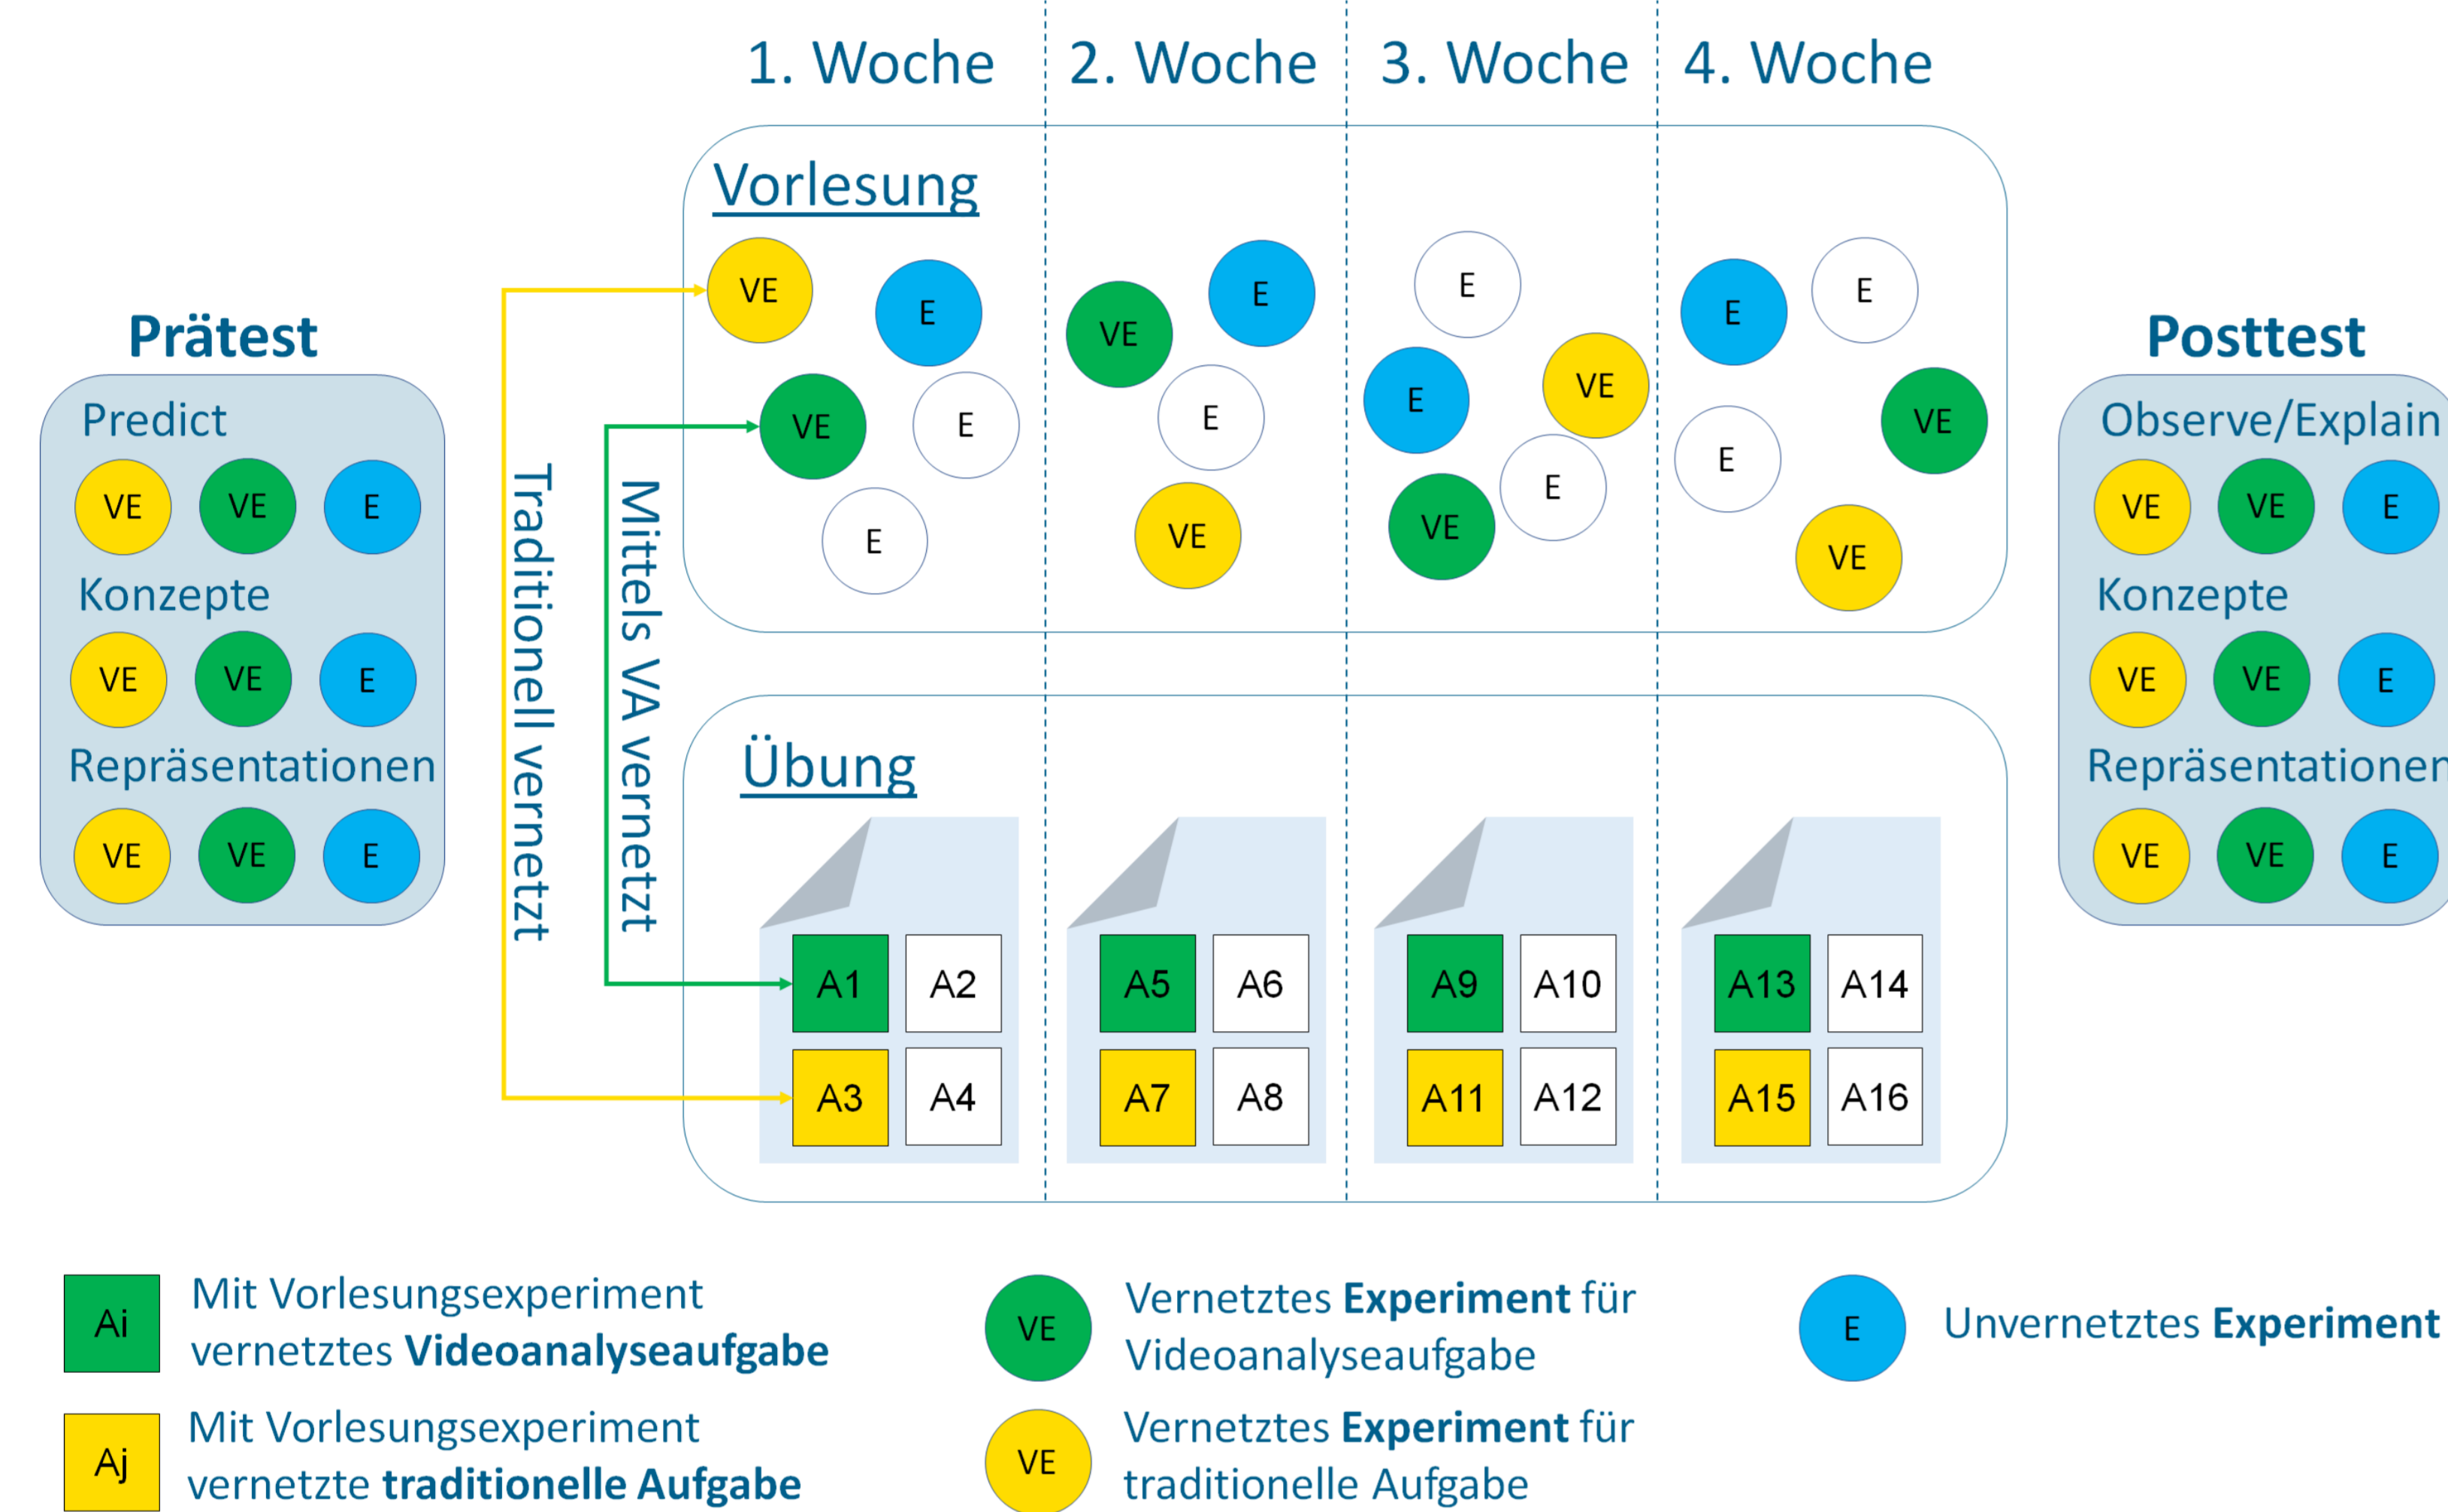 1. Woche
2. Woche
3. Woche
4. Woche
Prätest
Predict
VE VE E
Konzepte
VE VE E
Repräsentationen
VE VE E
Traditionell vernetzt
Mittels VA vernetzt
Vorlesung
VE
E
VE
E
E
VE
E
E
VE
E
E
VE
E
VE
E
E
E
VE
E
VE
Übung
A1 A2
A3 A4
A5 A6
A7 A8
A9 A10
A11 A12
A13 A14
A15 A16
Posttest
Observe/Explain
VE VE E
Konzepte
VE VE E
Repräsentationen
VE VE E
Ai
Mit Vorlesungsexperiment
vernetztes Videoanalyseaufgabe
Aj
Mit Vorlesungsexperiment
vernetzte traditionelle Aufgabe
VE
Vernetztes Experiment für
Videoanalyseaufgabe
VE
Vernetztes Experiment für
traditionelle Aufgabe
E
Unvernetztes Experiment